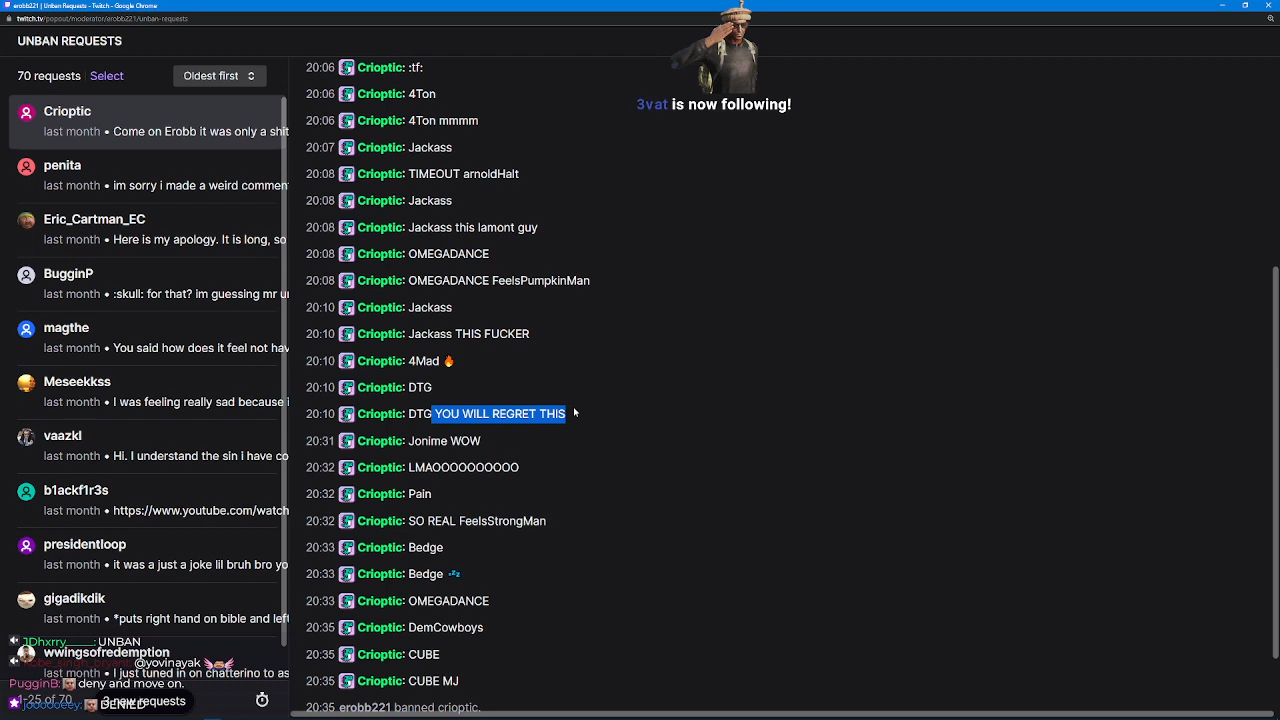 erobb221 | Unban Requests - Twitch - Google Chrome
twitch.tv/popout/moderator/erobb221/unban-requests
UNBAN REQUESTS
70 requests Select Oldest first
Crioptic
last month • Come on Erobb it was only a shit
penita
last month • im sorry i made a weird comment
Eric_Cartman_EC
last month • Here is my apology. It is long, so
BugginP
last month • :skull: for that? im guessing mr
magthe
last month • You said how does it feel not hav
Meseekkss
last month • I was feeling really sad because i
vaazkl
last month • Hi. I understand the sin i have co
b1ackf1r3s
last month • https://www.youtube.com/watch
presidentloop
last month • it was a just a joke lil bruh bro yo
gigadikdik
last month • *puts right hand on bible and left
JDhxrry____: UNBAN
wwingsofredemption
@yovinayak
last month • I just tuned in on chatterino to as
PugginB: deny and move on.
1-25 of 70 new requests
DENIED
3vat is now following!
20:06 Crioptic: :tf:
20:06 Crioptic: 4Ton
20:06 Crioptic: 4Ton mmmm
20:07 Crioptic: Jackass
20:08 Crioptic: TIMEOUT arnoldHalt
20:08 Crioptic: Jackass
20:08 Crioptic: Jackass this lamont guy
20:08 Crioptic: OMEGADANCE
20:08 Crioptic: OMEGADANCE FeelsPumpkinMan
20:10 Crioptic: Jackass
20:10 Crioptic: Jackass THIS FUCKER
20:10 Crioptic: 4Mad 🔥
20:10 Crioptic: DTG
20:10 Crioptic: DTG YOU WILL REGRET THIS
20:31 Crioptic: Jonime WOW
20:32 Crioptic: LMAOOOOOOOOOO
20:32 Crioptic: Pain
20:32 Crioptic: SO REAL FeelsStrongMan
20:33 Crioptic: Bedge
20:33 Crioptic: Bedge 💤
20:33 Crioptic: OMEGADANCE
20:35 Crioptic: DemCowboys
20:35 Crioptic: CUBE
20:35 Crioptic: CUBE MJ
20:35 erobb221 banned crioptic.